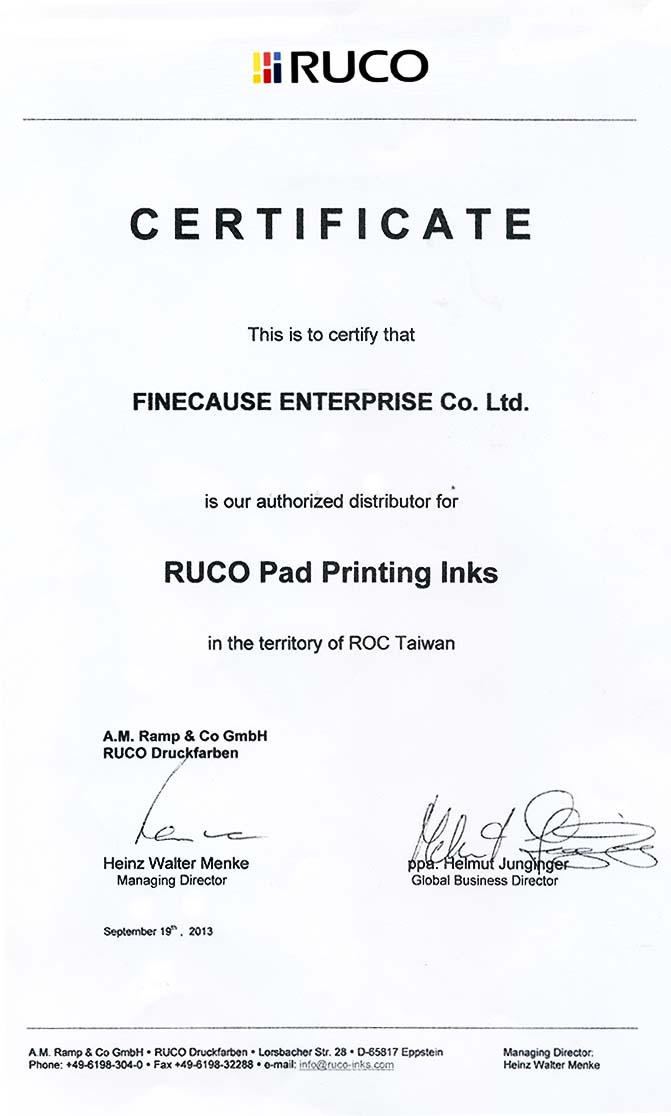 RUCO
CERTIFICATE
This is to certify that
FINECAUSE ENTERPRISE Co. Ltd.
is our authorized distributor for
RUCO Pad Printing Inks
in the territory of ROC Taiwan
A.M. Ramp & Co GmbH
RUCO Druckfarben
Heinz Walter Menke
Managing Director
ppa. Helmut Junginger
Global Business Director
September 19th, 2013
A.M. Ramp & Co GmbH • RUCO Druckfarben • Lorsbacher Str. 28 • D-65817 Eppstein
Phone: +49-6198-304-0 • Fax +49-6198-32288 • e-mail: info@ruco-inks.com
Managing Director:
Heinz Walter Menke